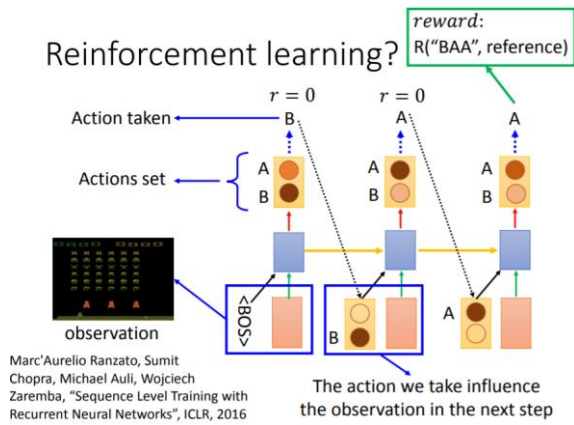 Reinforcement learning?
reward:
R("BAA", reference)
r = 0
r = 0
Action taken
B
A
A
Actions set
A
B
A
B
A
B
<BOS>
B
A
observation
Marc'Aurelio Ranzato, Sumit
Chopra, Michael Auli, Wojciech
Zaremba, "Sequence Level Training with
Recurrent Neural Networks", ICLR, 2016
The action we take influence
the observation in the next step